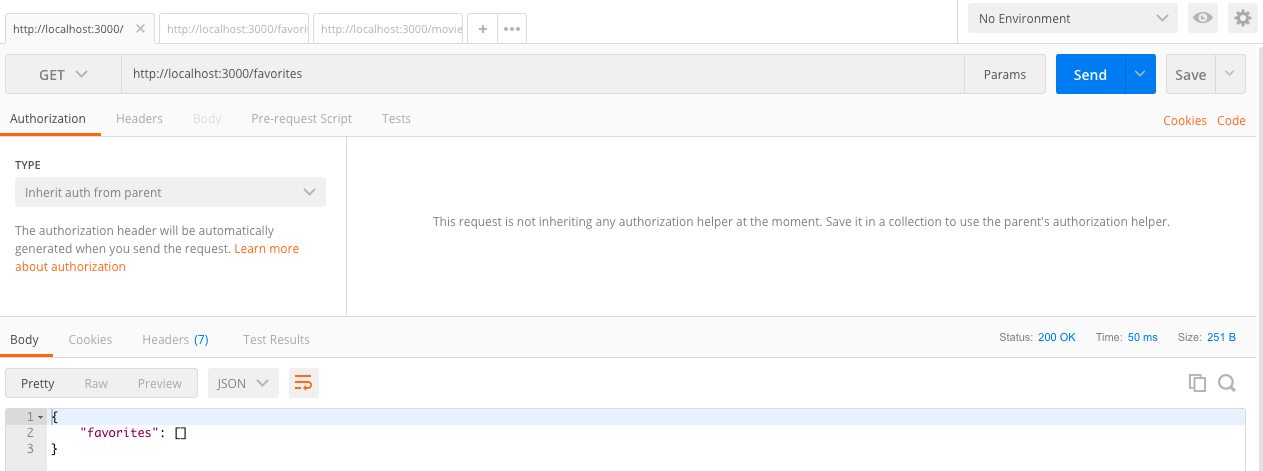 http://localhost:3000/ http://localhost:3000/favori http://localhost:3000/movie + ••• No Environment
GET http://localhost:3000/favorites Params Send Save
Authorization Headers Body Pre-request Script Tests Cookies Code
TYPE
Inherit auth from parent
The authorization header will be automatically
generated when you send the request. Learn more
about authorization
This request is not inheriting any authorization helper at the moment. Save it in a collection to use the parent's authorization helper.
Body Cookies Headers (7) Test Results Status: 200 OK Time: 50 ms Size: 251 B
Pretty Raw Preview JSON
1 {
2 "favorites": []
3 }